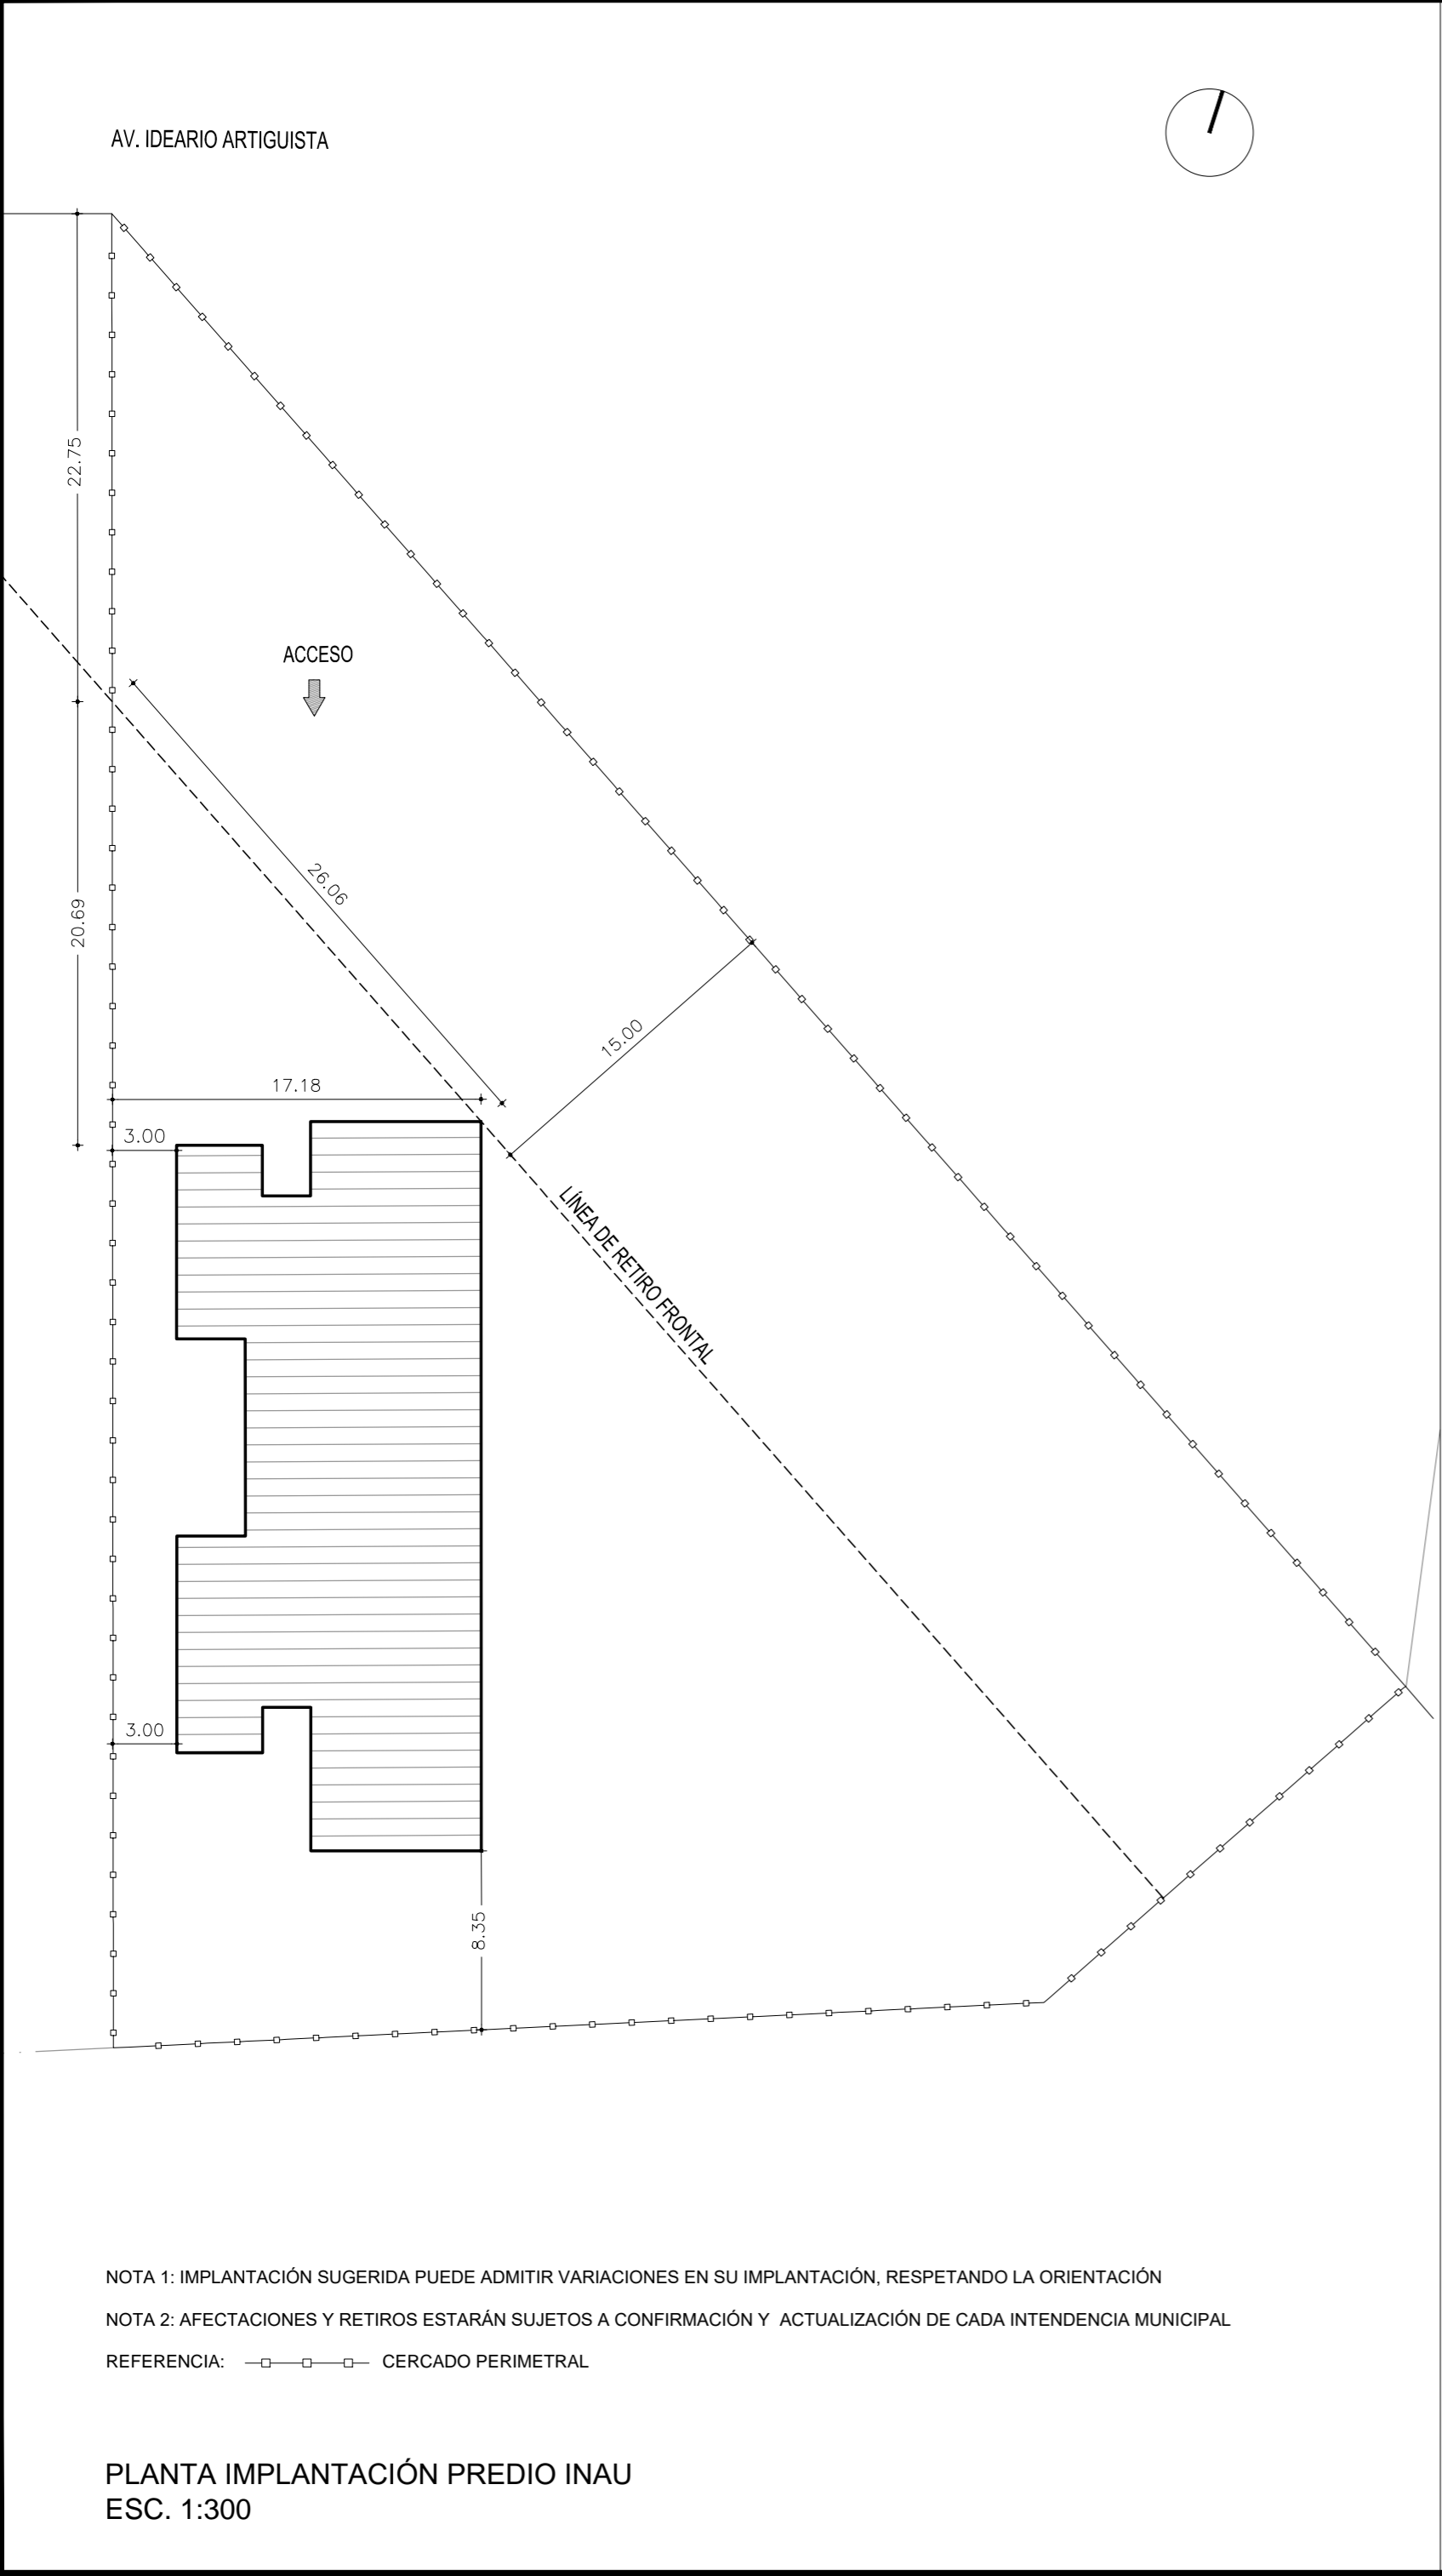 AV. IDEARIO ARTIGUISTA
22.75
ACCESO
26.06
20.69
15.00
17.18
3.00
LÍNEA DE RETIRO FRONTAL
3.00
8.35
NOTA 1: IMPLANTACIÓN SUGERIDA PUEDE ADMITIR VARIACIONES EN SU IMPLANTACIÓN, RESPETANDO LA ORIENTACIÓN
NOTA 2: AFECTACIONES Y RETIROS ESTARÁN SUJETOS A CONFIRMACIÓN Y ACTUALIZACIÓN DE CADA INTENDENCIA MUNICIPAL
REFERENCIA: CERCADO PERIMETRAL
PLANTA IMPLANTACIÓN PREDIO INAU
ESC. 1:300